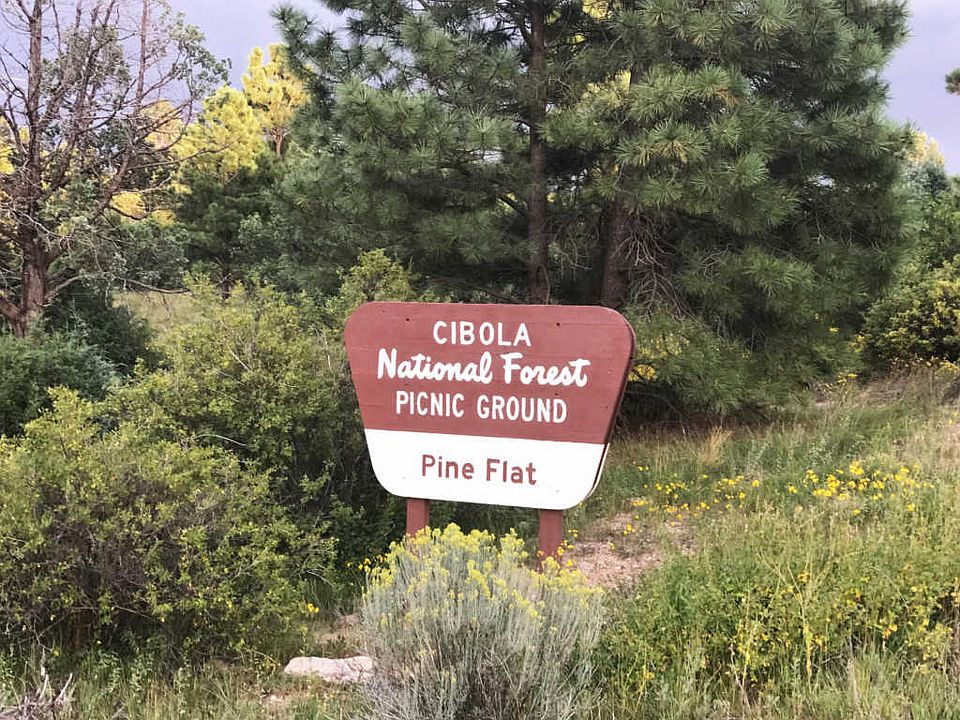 CIBOLA
National Forest
PICNIC GROUND
Pine Flat